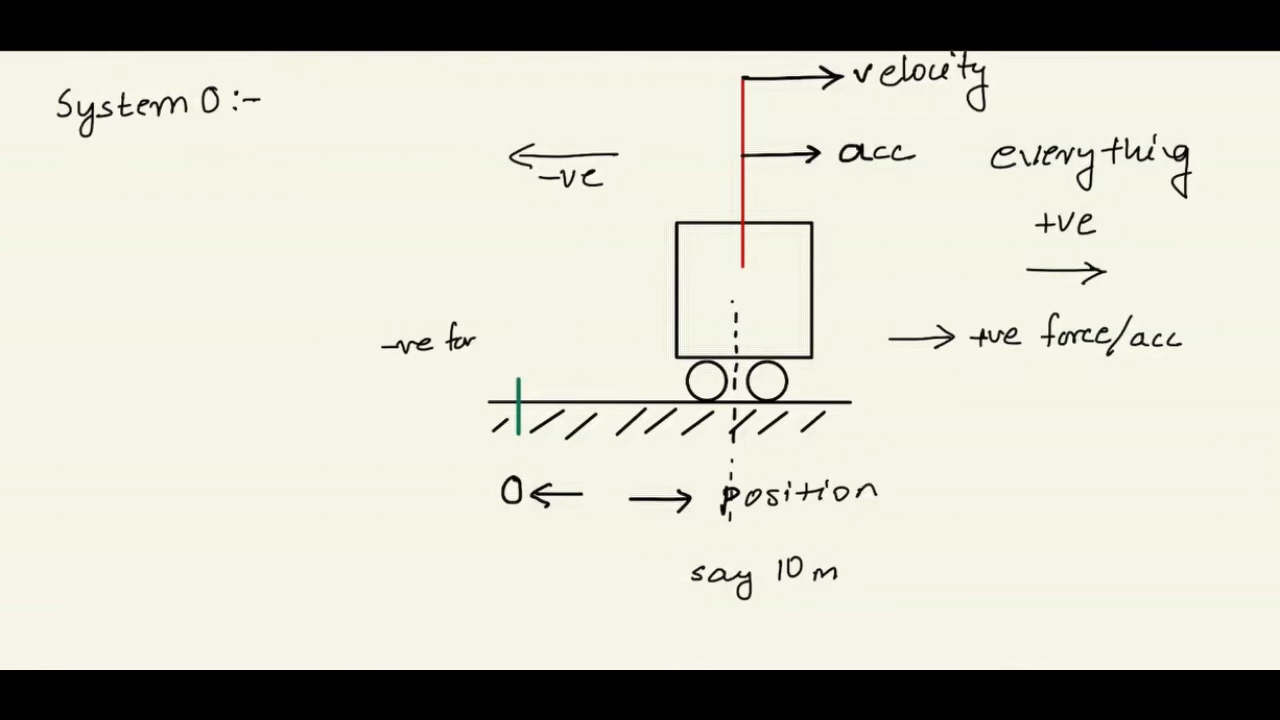 velocity
System 0 :-
acc
everything
-ve
+ve
-ve for
+ve force/acc
0
position
say 10 m